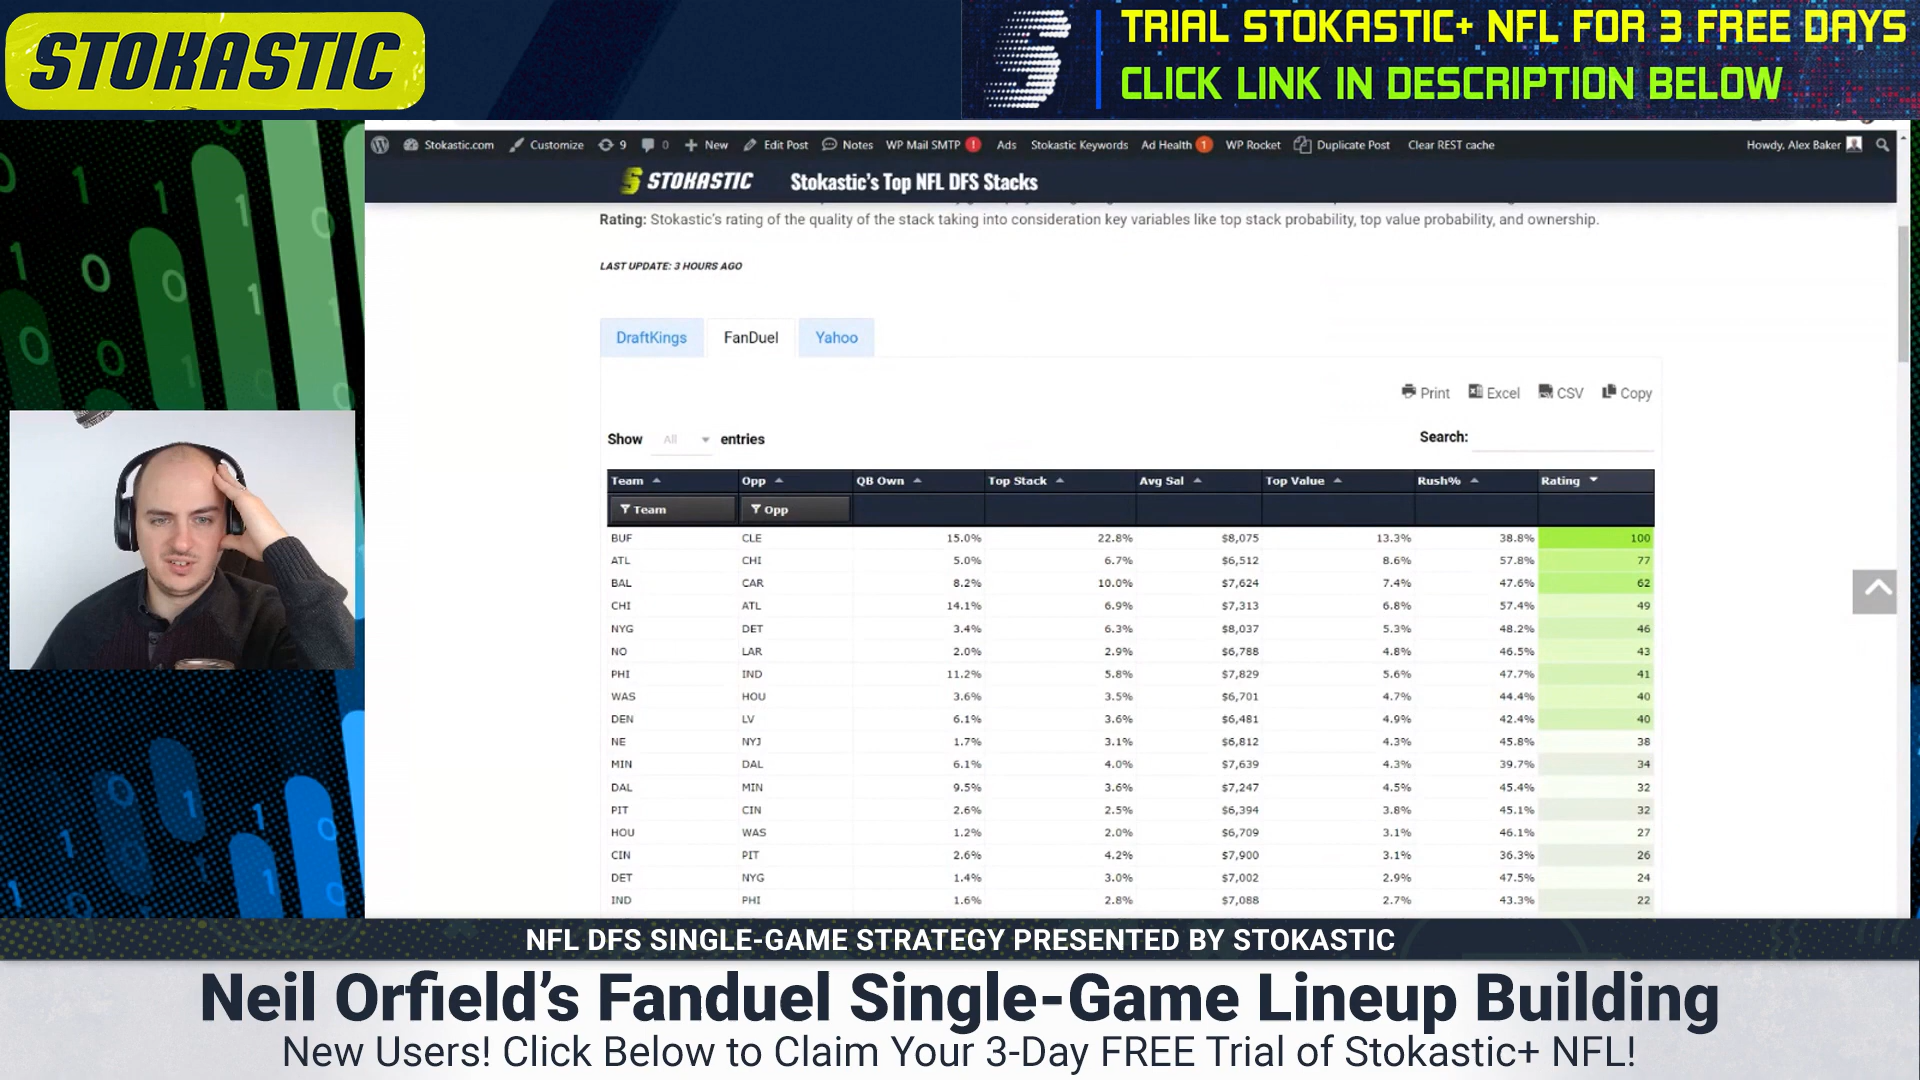 STOKASTIC
TRIAL STOKASTIC+ NFL FOR 3 FREE DAYS
CLICK LINK IN DESCRIPTION BELOW
Stokastic.com Customize 9 0 New Edit Post Notes WP Mail SMTP ! Ads Stokastic Keywords Ad Health 1 WP Rocket Duplicate Post Clear REST cache Howdy, Alex Baker
STOKASTIC Stokastic's Top NFL DFS Stacks
Rating: Stokastic's rating of the quality of the stack taking into consideration key variables like top stack probability, top value probability, and ownership.
LAST UPDATE: 3 HOURS AGO
DraftKings FanDuel Yahoo
Print Excel CSV Copy
Show All entries Search:
Team Opp QB Own Top Stack Avg Sal Top Value Rush% Rating
Team Opp
BUF CLE 15.0% 22.8% $8,075 13.3% 38.8% 100
ATL CHI 5.0% 6.7% $6,512 8.6% 57.8% 77
BAL CAR 8.2% 10.0% $7,624 7.4% 47.6% 62
CHI ATL 14.1% 6.9% $7,313 6.8% 57.4% 49
NYG DET 3.4% 6.3% $8,037 5.3% 48.2% 46
NO LAR 2.0% 2.9% $6,788 4.8% 46.5% 43
PHI IND 11.2% 5.8% $7,829 5.6% 47.7% 41
WAS HOU 3.6% 3.5% $6,701 4.7% 44.4% 40
DEN LV 6.1% 3.6% $6,481 4.9% 42.4% 40
NE NYJ 1.7% 3.1% $6,812 4.3% 45.8% 38
MIN DAL 6.1% 4.0% $7,639 4.3% 39.7% 34
DAL MIN 9.5% 3.6% $7,247 4.5% 45.4% 32
PIT CIN 2.6% 2.5% $6,394 3.8% 45.1% 32
HOU WAS 1.2% 2.0% $6,709 3.1% 46.1% 27
CIN PIT 2.6% 4.2% $7,900 3.1% 36.3% 26
DET NYG 1.4% 3.0% $7,002 2.9% 47.5% 24
IND PHI 1.6% 2.8% $7,088 2.7% 43.3% 22
NFL DFS SINGLE-GAME STRATEGY PRESENTED BY STOKASTIC
Neil Orfield's Fanduel Single-Game Lineup Building
New Users! Click Below to Claim Your 3-Day FREE Trial of Stokastic+ NFL!